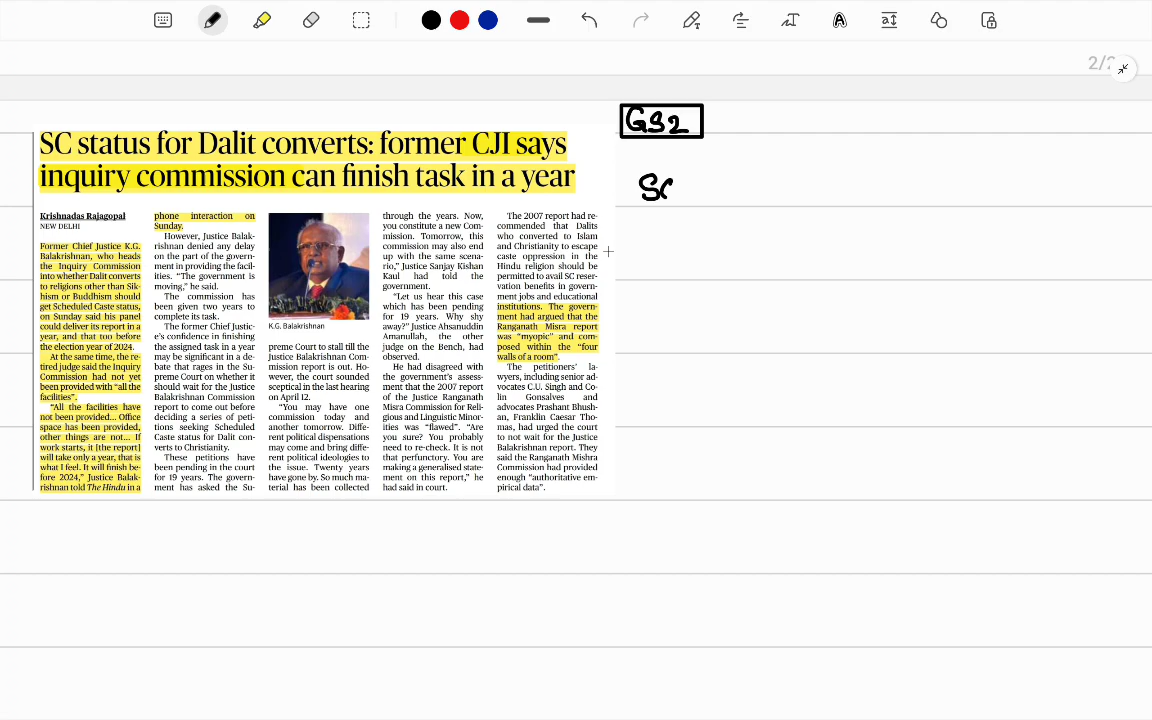 2/2
GS2
SC status for Dalit converts: former CJI says
inquiry commission can finish task in a year
SC
Krishnadas Rajagopal
NEW DELHI
Former Chief Justice K.G.
Balakrishnan, who heads
the Inquiry Commission
into whether Dalit converts
to religions other than Sik-
hism or Buddhism should
get Scheduled Caste status,
on Sunday said his panel
could deliver its report in a
year, and that too before
the election year of 2024.
At the same time, the re-
tired judge said the Inquiry
Commission had not yet
been provided with “all the
facilities”.
“All the facilities have
not been provided... Office
space has been provided,
other things are not... If
work starts, it [the report]
will take only a year, that is
what I feel. It will finish be-
fore 2024,” Justice Balak-
rishnan told The Hindu in a
phone interaction on
Sunday.
However, Justice Balak-
rishnan denied any delay
on the part of the govern-
ment in providing the facil-
ities. “The government is
moving,” he said.
The commission has
been given two years to
complete its task.
The former Chief Justic-
e’s confidence in finishing
the assigned task in a year
may be significant in a de-
bate that rages in the Su-
preme Court on whether it
should wait for the Justice
Balakrishnan Commission
report to come out before
deciding a series of peti-
tions seeking Scheduled
Caste status for Dalit con-
verts to Christianity.
These petitions have
been pending in the court
for 19 years. The govern-
ment has asked the Su-
K.G. Balakrishnan
preme Court to stall till the
Justice Balakrishnan Com-
mission report is out. Ho-
wever, the court sounded
sceptical in the last hearing
on April 12.
“You may have one
commission today and
another tomorrow. Diffe-
rent political dispensations
may come and bring diffe-
rent political ideologies to
the issue. Twenty years
have gone by. So much ma-
terial has been collected
through the years. Now,
you constitute a new Com-
mission. Tomorrow, this
commission may also end
up with the same scena-
rio,” Justice Sanjay Kishan
Kaul had told the
government.
“Let us hear this case
which has been pending
for 19 years. Why shy
away?” Justice Ahsanuddin
Amanullah, the other
judge on the Bench, had
observed.
He had disagreed with
the government’s assess-
ment that the 2007 report
of the Justice Ranganath
Misra Commission for Reli-
gious and Linguistic Minor-
ities was “flawed”. “Are
you sure? You probably
need to re-check. It is not
that perfunctory. You are
making a generalised state-
ment on this report,” he
had said in court.
The 2007 report had re-
commended that Dalits
who converted to Islam
and Christianity to escape
caste oppression in the
Hindu religion should be
permitted to avail SC reser-
vation benefits in govern-
ment jobs and educational
institutions. The govern-
ment had argued that the
Ranganath Misra report
was “myopic” and com-
posed within the “four
walls of a room”.
The petitioners’ la-
wyers, including senior ad-
vocates C.U. Singh and Co-
lin Gonsalves and
advocates Prashant Bhush-
an, Franklin Caesar Tho-
mas, had urged the court
to not wait for the Justice
Balakrishnan report. They
said the Ranganath Mishra
Commission had provided
enough “authoritative em-
pirical data”.